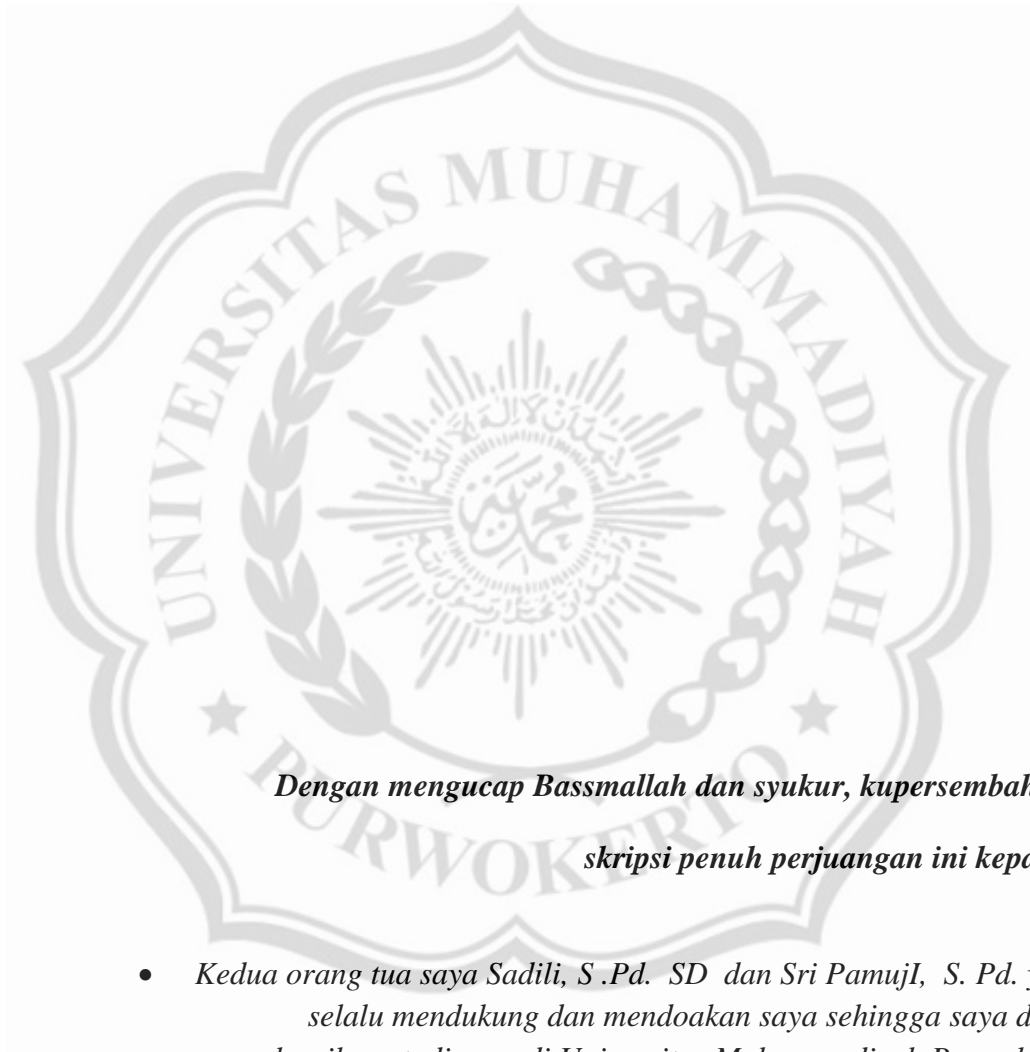 UNIVERSITAS MUHAMMADIYAH
PURWOKERTO
Dengan mengucap Bassmallah dan syukur, kupersembah
skripsi penuh perjuangan ini kepa
• Kedua orang tua saya Sadili, S .Pd. SD dan Sri PamujI, S. Pd.
selalu mendukung dan mendoakan saya sehingga saya d